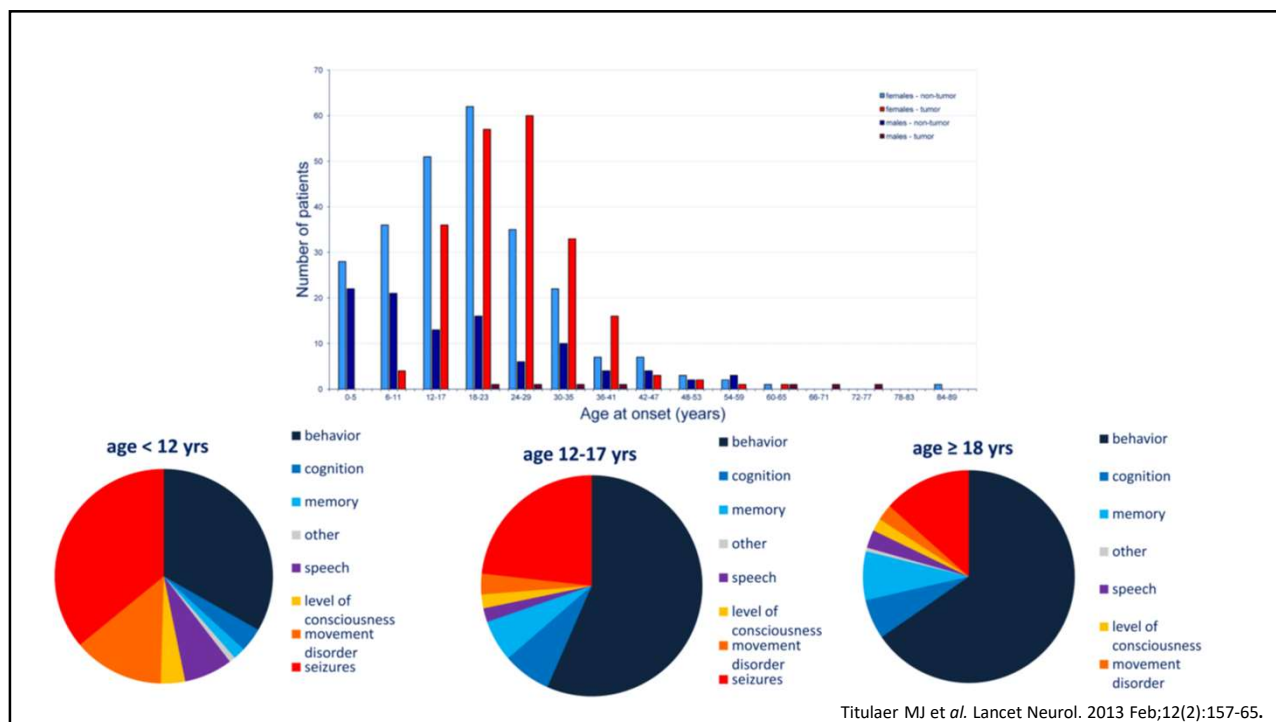 70
60
50
40
30
20
10
0
Number of patients
females - non-tumor
females - tumor
males - non-tumor
males - tumor
0-5 6-11 12-17 18-23 24-29 30-35 36-41 42-47 48-53 54-59 60-65 66-71 72-77 78-83 84-89
Age at onset (years)
age < 12 yrs
behavior
cognition
memory
other
speech
level of
consciousness
movement
disorder
seizures
age 12-17 yrs
behavior
cognition
memory
other
speech
level of
consciousness
movement
disorder
seizures
age ≥ 18 yrs
behavior
cognition
memory
other
speech
level of
consciousness
movement
disorder
Titulaer MJ et al. Lancet Neurol. 2013 Feb;12(2):157-65.